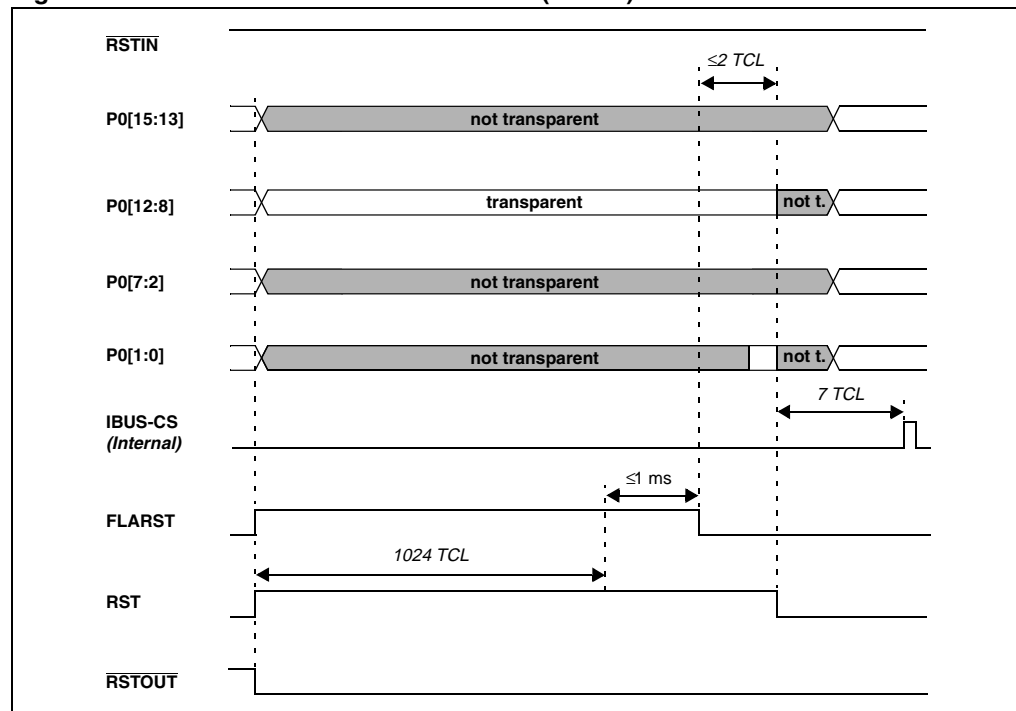 RSTIN
≤2 TCL
P0[15:13] not transparent
P0[12:8] transparent not t.
P0[7:2] not transparent
P0[1:0] not transparent not t.
7 TCL
IBUS-CS
(Internal)
≤1 ms
FLARST
1024 TCL
RST
RSTOUT